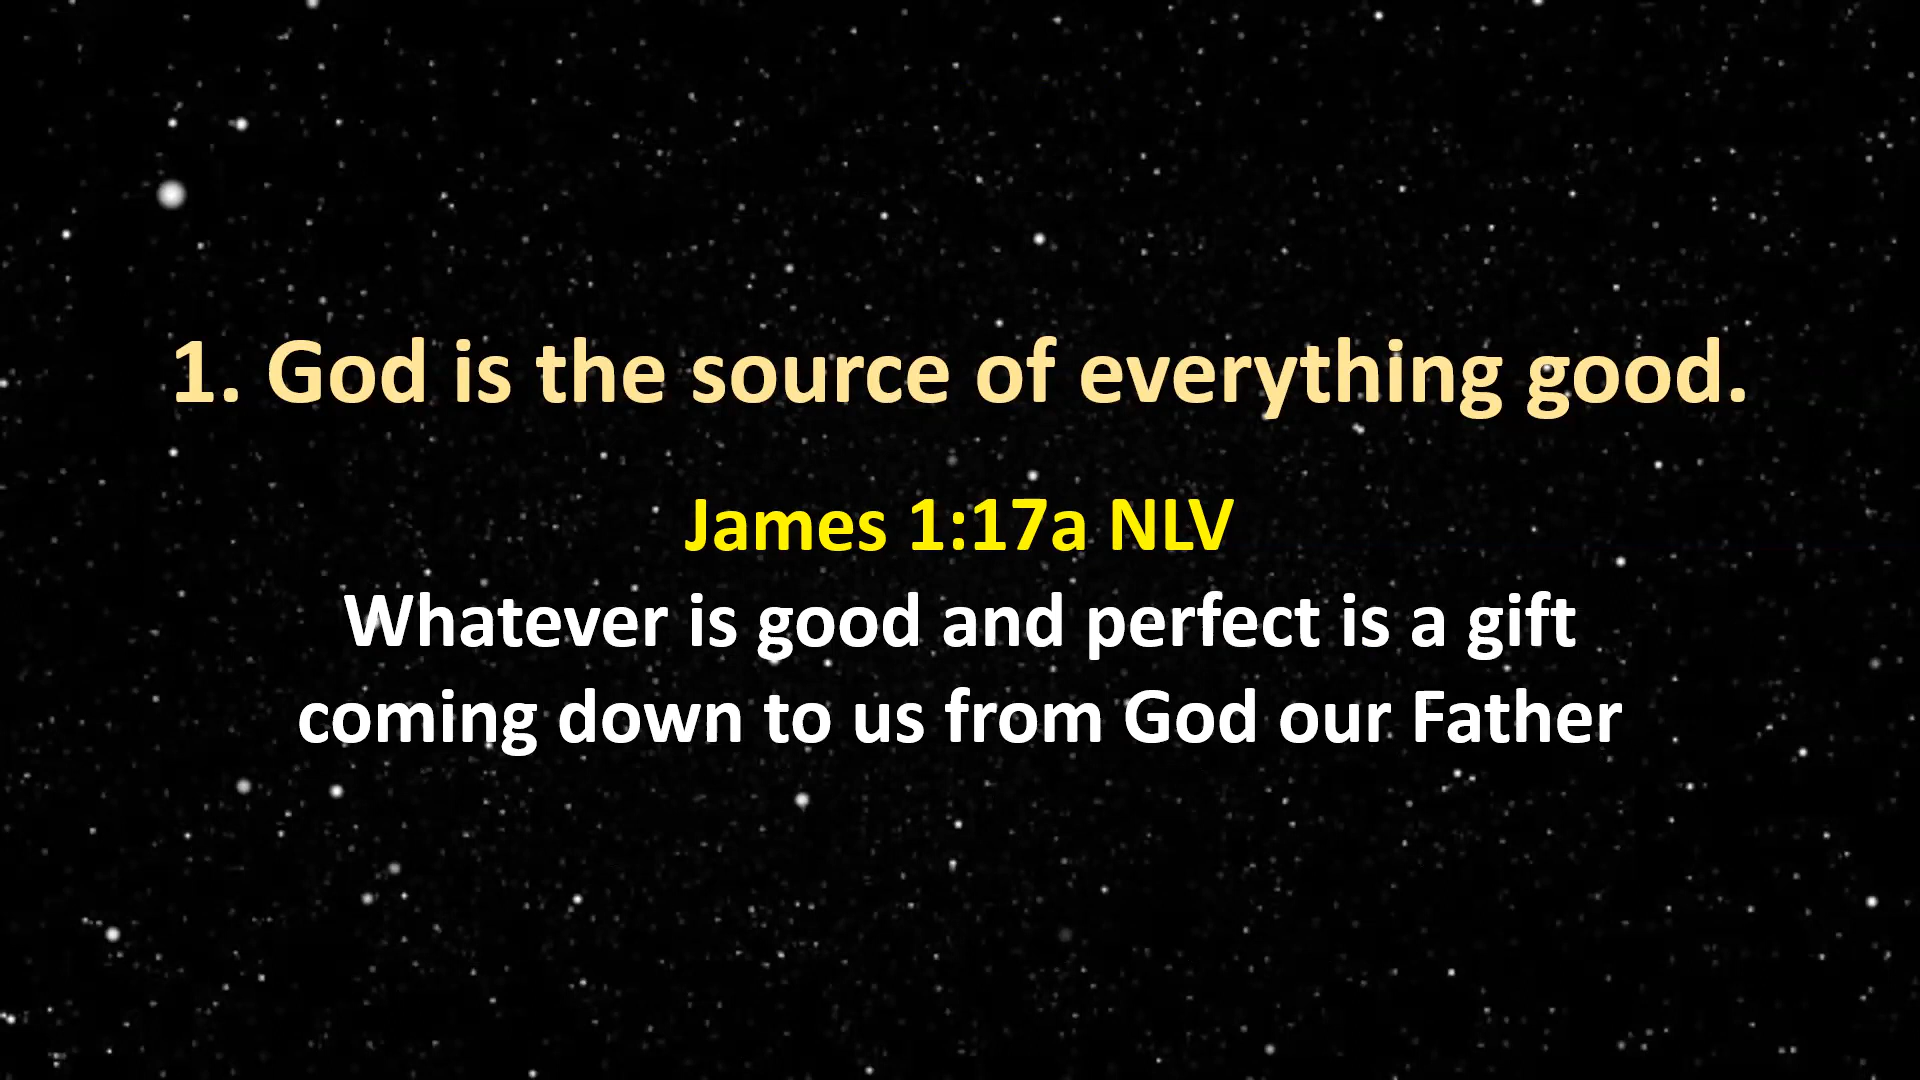 1. God is the source of everything good.
James 1:17a NLV
Whatever is good and perfect is a gift
coming down to us from God our Father